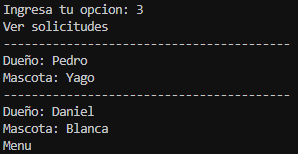 Ingresa tu opcion: 3
Ver solicitudes
-----------------------------------------
Dueño: Pedro
Mascota: Yago
-----------------------------------------
Dueño: Daniel
Mascota: Blanca
Menu